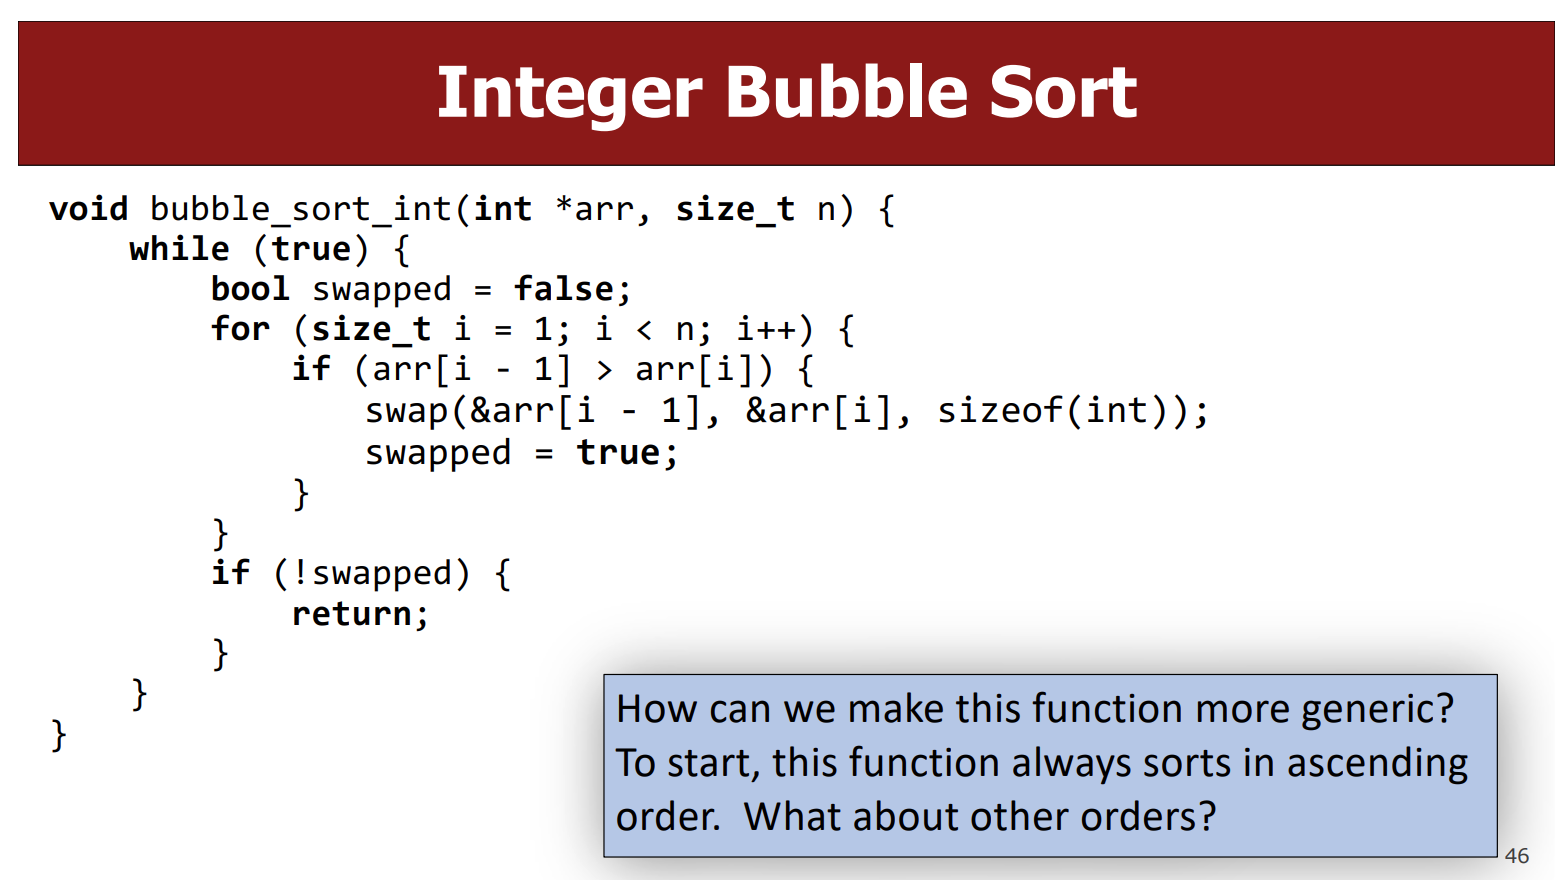 Integer Bubble Sort
void bubble_sort_int(int *arr, size_t n) {
    while (true) {
        bool swapped = false;
        for (size_t i = 1; i < n; i++) {
            if (arr[i - 1] > arr[i]) {
                swap(&arr[i - 1], &arr[i], sizeof(int));
                swapped = true;
            }
        }
        if (!swapped) {
            return;
        }
    }
}
How can we make this function more generic?
To start, this function always sorts in ascending
order.  What about other orders?
46